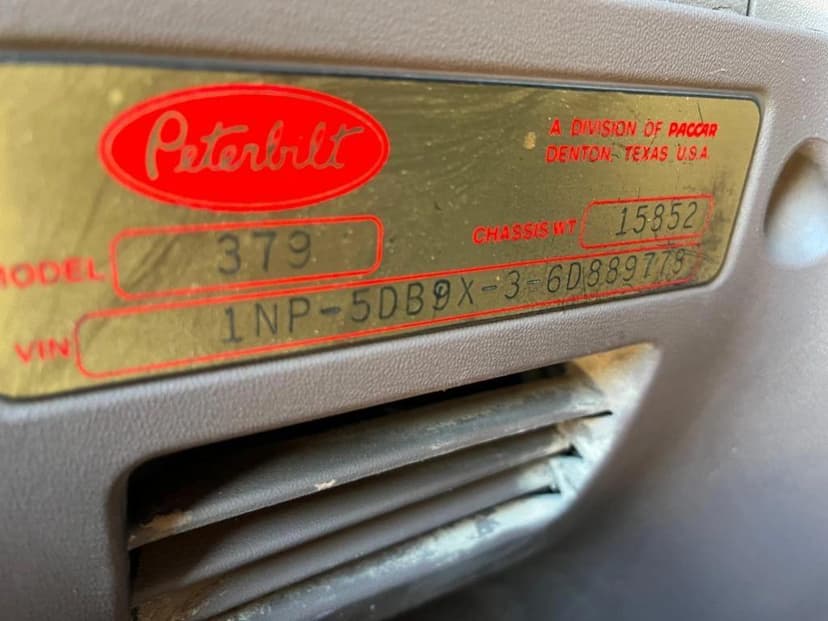 Peterbilt
A DIVISION OF PACCAR
DENTON, TEXAS U.S.A.
MODEL 379
CHASSIS WT 15852
VIN 1NP-5DB9X-3-6D889778